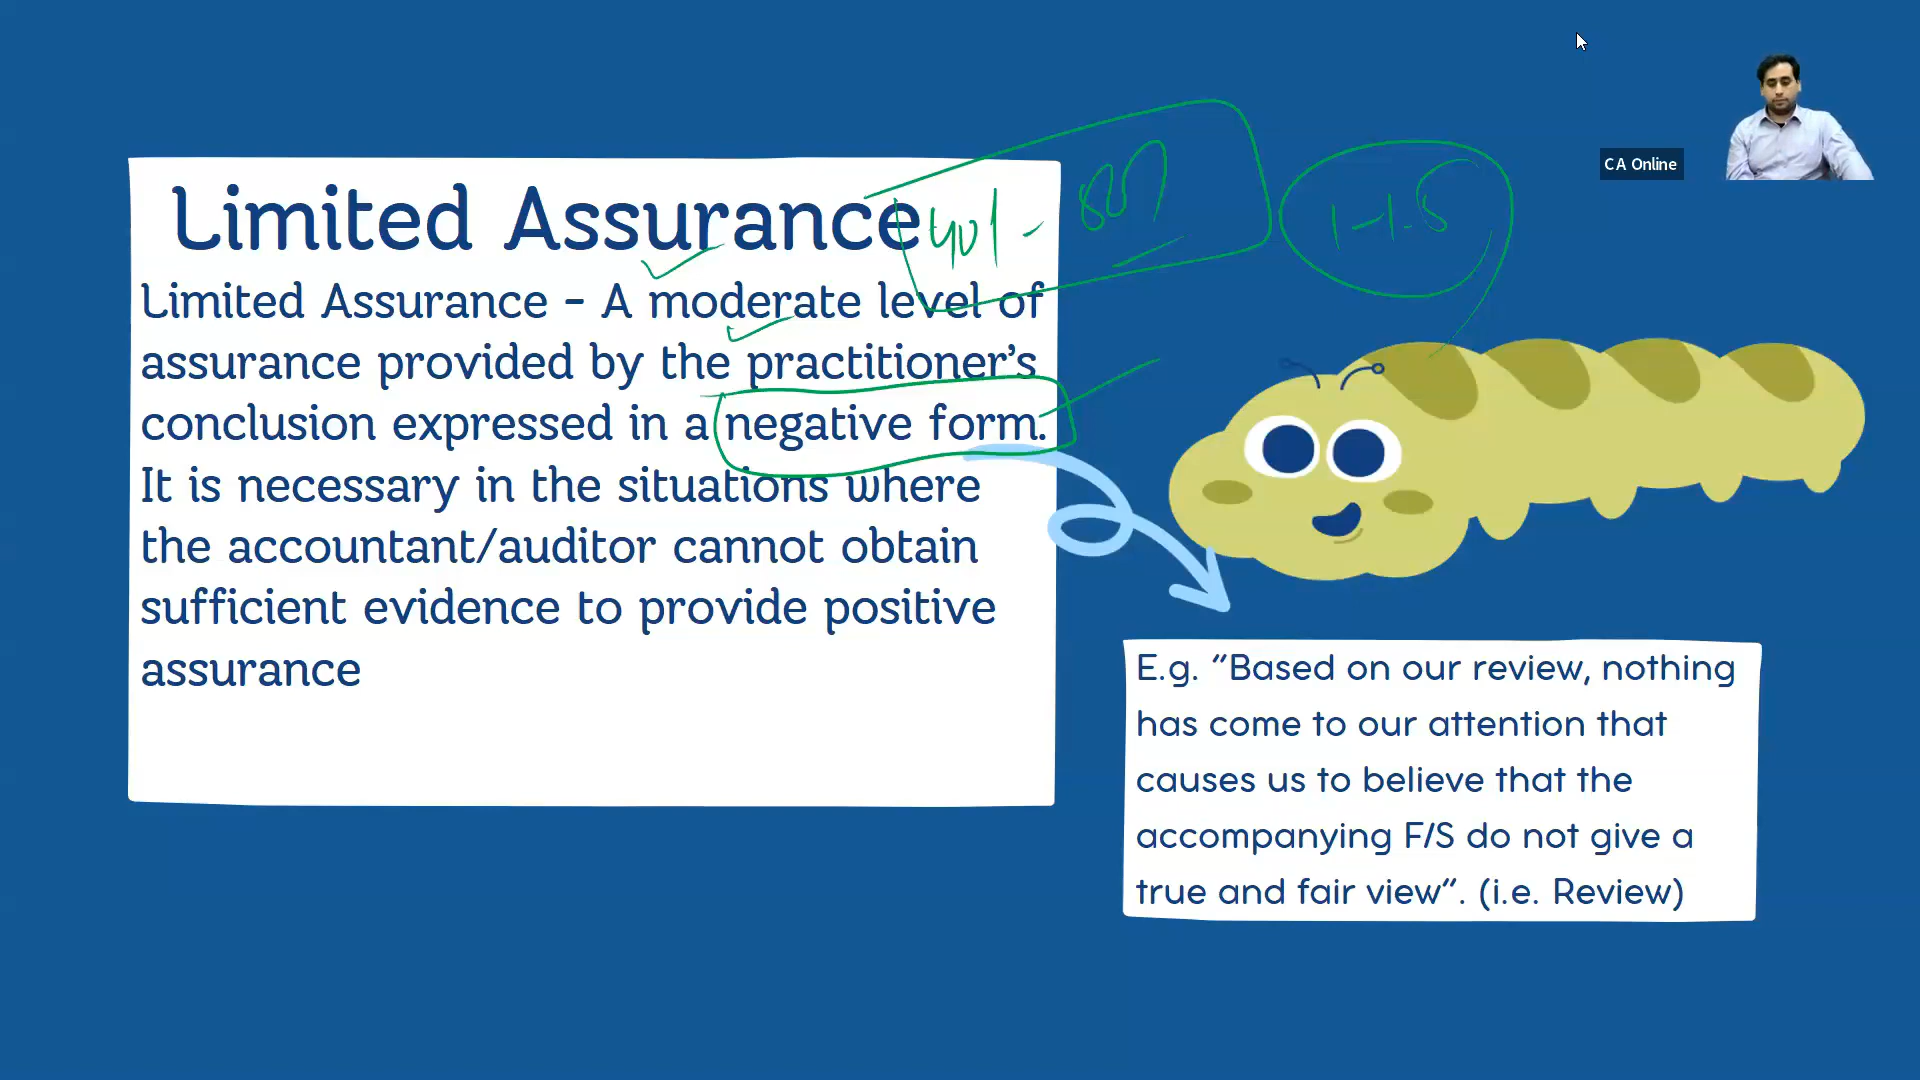 C A Online
Limited Assurance
Limited Assurance - A moderate level of
assurance provided by the practitioner's
conclusion expressed in a negative form.
It is necessary in the situations where
the accountant/auditor cannot obtain
sufficient evidence to provide positive
assurance
1-1.5
E.g. "Based on our review, nothing
has come to our attention that
causes us to believe that the
accompanying F/S do not give a
true and fair view". (i.e. Review)